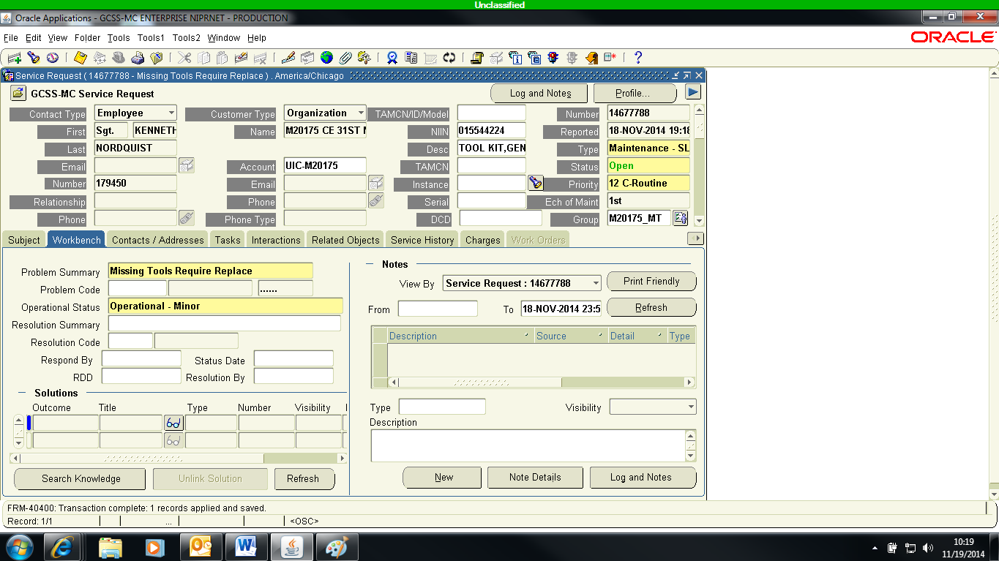 Unclassified
Oracle Applications - GCSS-MC ENTERPRISE NIPRNET - PRODUCTION
File Edit View Folder Tools Tools1 Tools2 Window Help
ORACLE
Service Request ( 14677788 - Missing Tools Require Replace ) . America/Chicago
GCSS-MC Service Request Log and Notes Profile...
Contact Type Employee Customer Type Organization TAMCN/ID/Model Number 14677788
First Sgt. KENNETH Name M20175 CE 31ST NIIN 015544224 Reported 18-NOV-2014 19:18
Last NORDQUIST Desc TOOL KIT,GEN Type Maintenance - SL
Email Account UIC-M20175 TAMCN Status Open
Number 179450 Email Instance Priority 12 C-Routine
Relationship Phone Serial Ech of Maint 1st
Phone Phone Type DCD Group M20175_MT
Subject Workbench Contacts / Addresses Tasks Interactions Related Objects Service History Charges Work Orders
Problem Summary Missing Tools Require Replace
Problem Code ......
Operational Status Operational - Minor
Resolution Summary
Resolution Code
Respond By Status Date
RDD Resolution By
Solutions
Outcome Title Type Number Visibility
Search Knowledge Unlink Solution Refresh
Notes
View By Service Request : 14677788 Print Friendly
From To 18-NOV-2014 23:5 Refresh
Description Source Detail Type
Type Visibility
Description
New Note Details Log and Notes
FRM-40400: Transaction complete: 1 records applied and saved.
Record: 1/1 ... <OSC>
10:19
11/19/2014